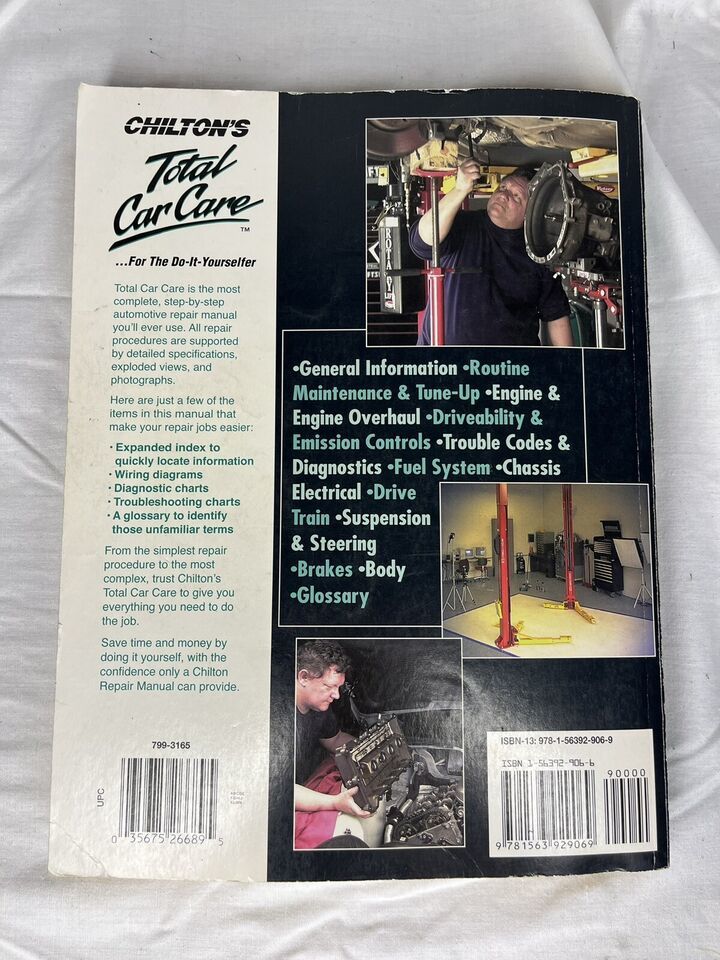 CHILTON'S
Total
Car Care
™
...For The Do-It-Yourselfer
Total Car Care is the most
complete, step-by-step
automotive repair manual
you'll ever use. All repair
procedures are supported
by detailed specifications,
exploded views, and
photographs.
Here are just a few of the
items in this manual that
make your repair jobs easier:
· Expanded index to
quickly locate information
· Wiring diagrams
· Diagnostic charts
· Troubleshooting charts
· A glossary to identify
those unfamiliar terms
From the simplest repair
procedure to the most
complex, trust Chilton's
Total Car Care to give you
everything you need to do
the job.
Save time and money by
doing it yourself, with the
confidence only a Chilton
Repair Manual can provide.
799-3165
UPC
0 35675 26689 5
ROTARY
•General Information •Routine
Maintenance & Tune-Up •Engine &
Engine Overhaul •Driveability &
Emission Controls •Trouble Codes &
Diagnostics •Fuel System •Chassis
Electrical •Drive
Train •Suspension
& Steering
•Brakes •Body
•Glossary
ISBN-13: 978-1-56392-906-9
ISBN 1-56392-906-6
90000
9 781563 929069